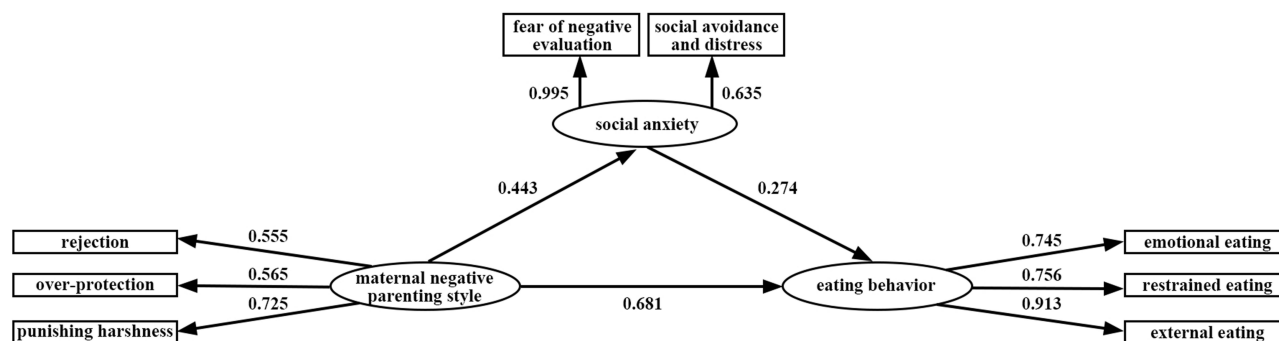 fear of negative
evaluation
social avoidance
and distress
0.995
0.635
social anxiety
0.443
0.274
rejection
0.555
over-protection
0.565
punishing harshness
0.725
maternal negative
parenting style
0.681
eating behavior
0.745
emotional eating
0.756
restrained eating
0.913
external eating